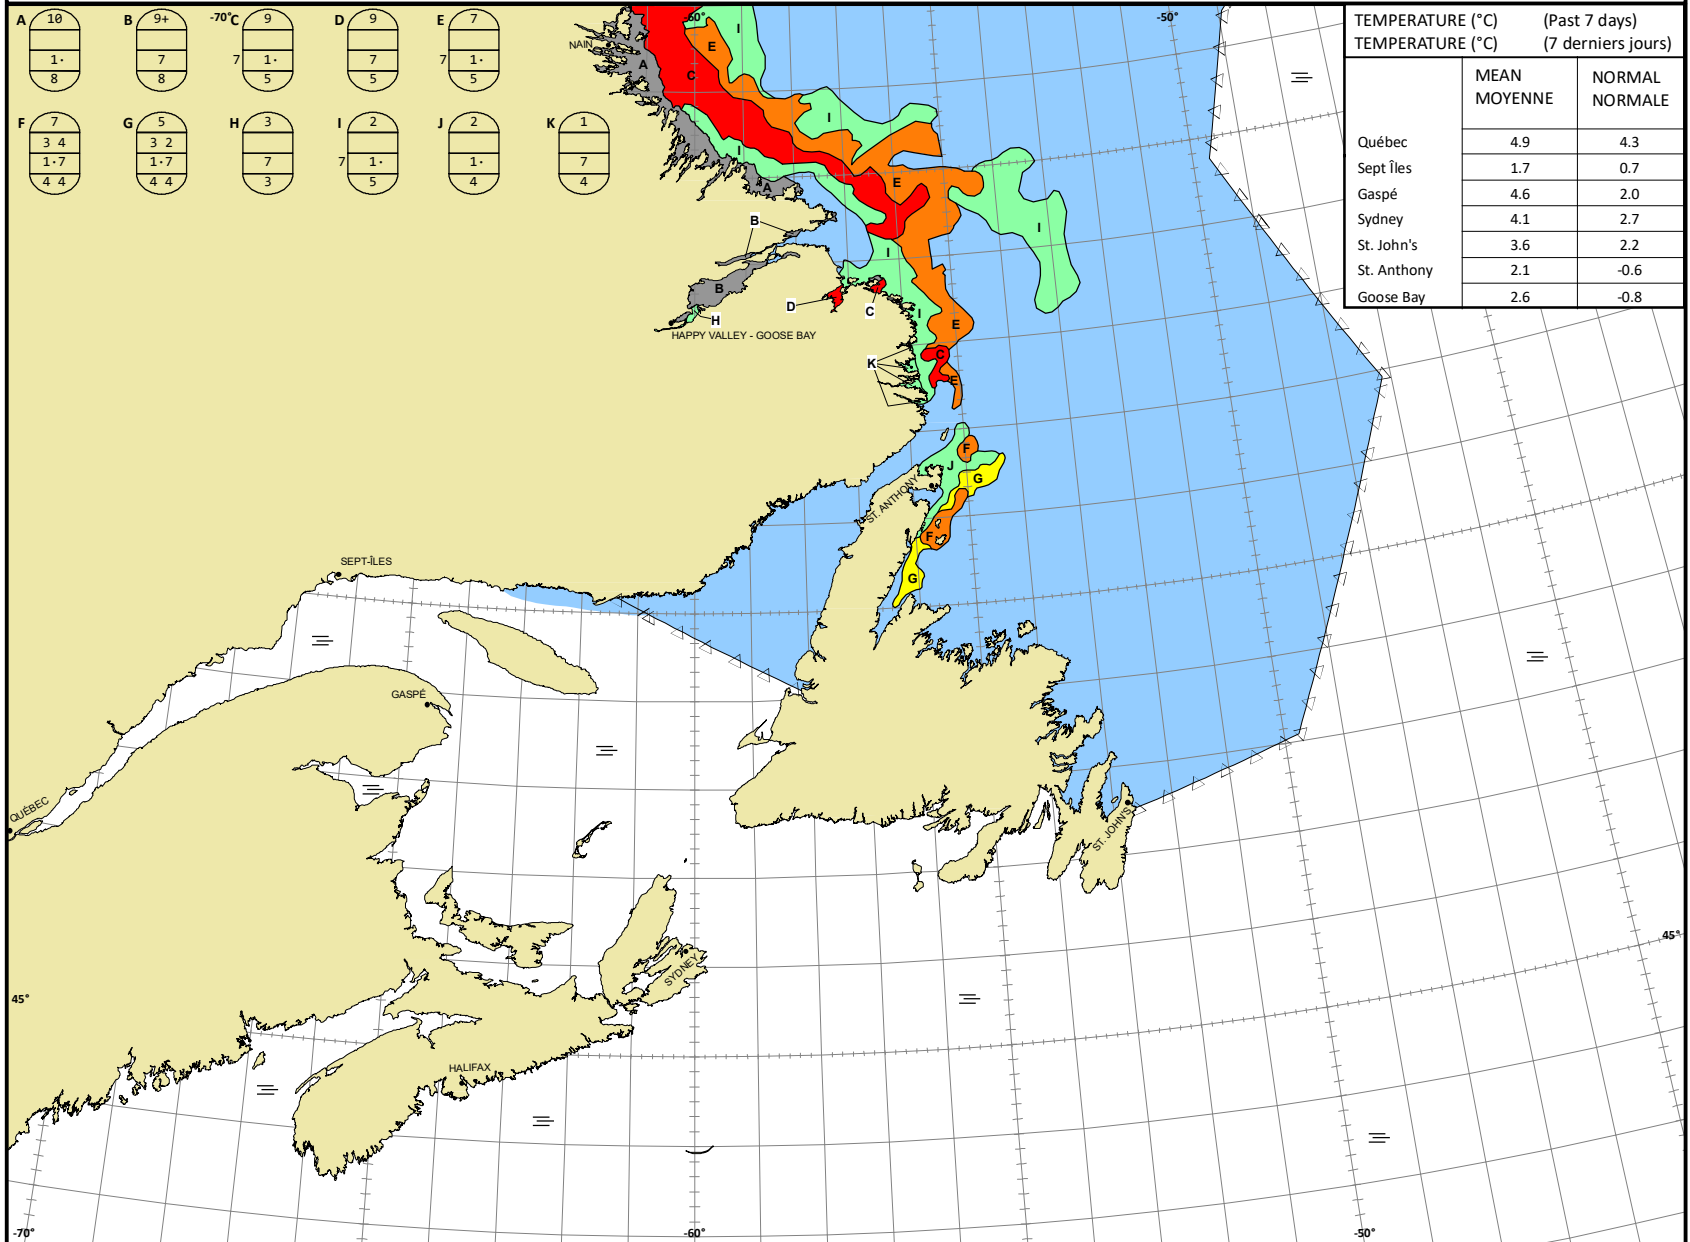 A 10 1· 8
B 9+ 7 8
-70°
C 9 7 1· 5
D 9 7 5
E 7 7 1· 5
F 7 3 4 1·7 4 4
G 5 3 2 1·7 4 4
H 3 7 3
I 2 7 1· 5
J 2 1· 4
K 1 7 4
-60°
-50°
TEMPERATURE (°C) (Past 7 days)
TEMPERATURE (°C) (7 derniers jours)
MEAN NORMAL
MOYENNE NORMALE
Québec 4.9 4.3
Sept Îles 1.7 0.7
Gaspé 4.6 2.0
Sydney 4.1 2.7
St. John's 3.6 2.2
St. Anthony 2.1 -0.6
Goose Bay 2.6 -0.8
NAIN
A
C
E
I
I
I
A
E
I
B
I
B
D
C
H
I
E
HAPPY VALLEY - GOOSE BAY
C
K
E
F
J
G
ST. ANTHONY
F
G
SEPT-ÎLES
GASPÉ
QUÉBEC
ST. JOHN'S
SYDNEY
45°
45°
HALIFAX
-70°
-60°
-50°